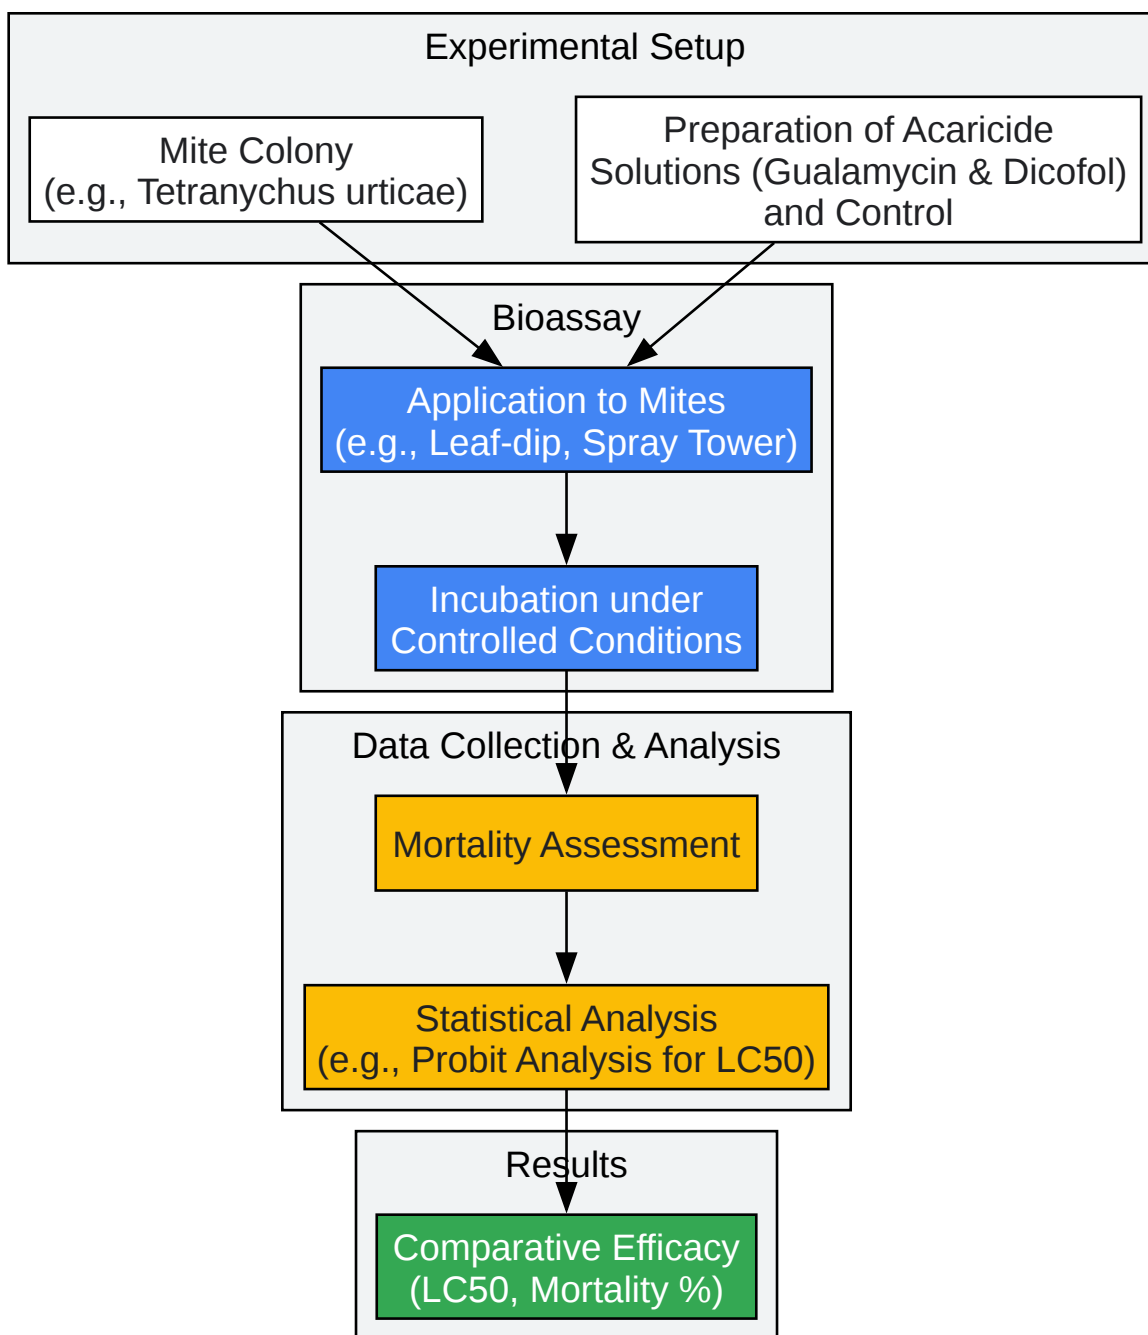 Experimental Setup
Mite Colony
(e.g., Tetranychus urticae)
Preparation of Acaricide
Solutions (Gualamycin & Dicofol)
and Control
Bioassay
Application to Mites
(e.g., Leaf-dip, Spray Tower)
Incubation under
Controlled Conditions
Data Collection & Analysis
Mortality Assessment
Statistical Analysis
(e.g., Probit Analysis for LC50)
Results
Comparative Efficacy
(LC50, Mortality %)